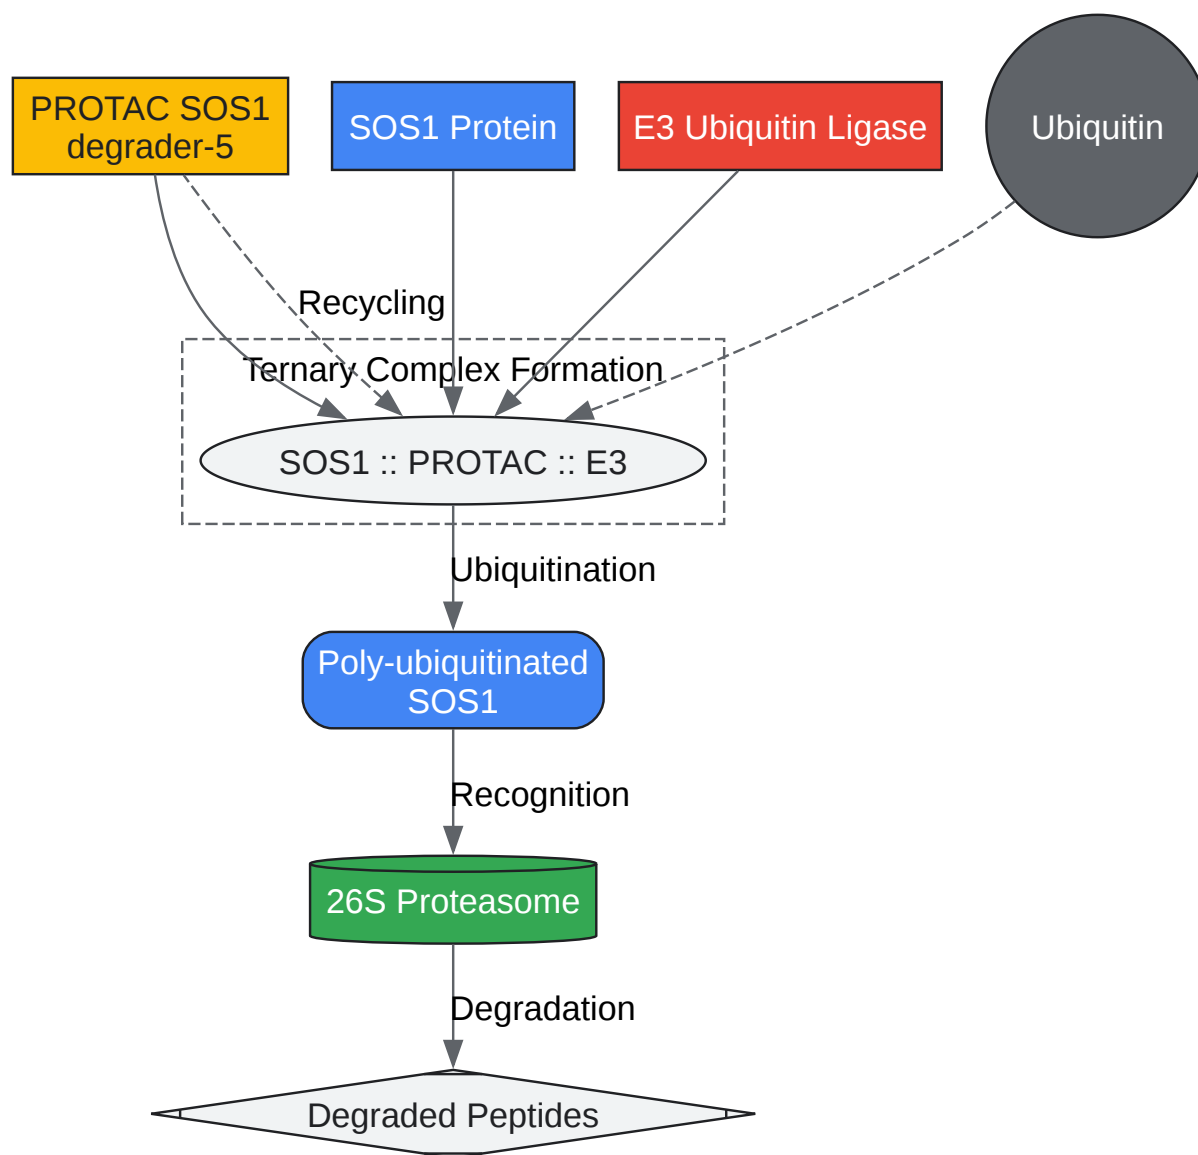 PROTAC SOS1
degrader-5
SOS1 Protein
E3 Ubiquitin Ligase
Ubiquitin
Recycling
Ternary Complex Formation
SOS1 :: PROTAC :: E3
Ubiquitination
Poly-ubiquitinated
SOS1
Recognition
26S Proteasome
Degradation
Degraded Peptides